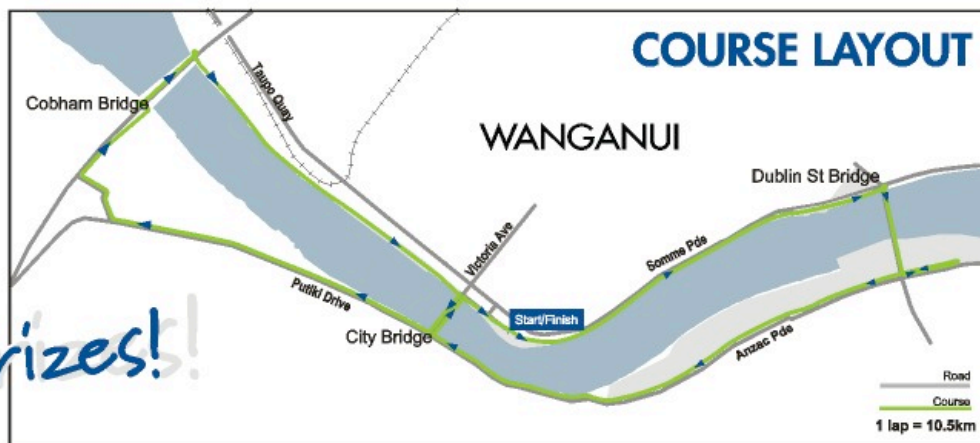 COURSE LAYOUT
WANGANUI
Cobham Bridge
Taupo Quay
Dublin St Bridge
Victoria Ave
Somme Pde
Putiki Drive
Start/Finish
City Bridge
Anzac Pde
rizes!
Road
Course
1 lap = 10.5km